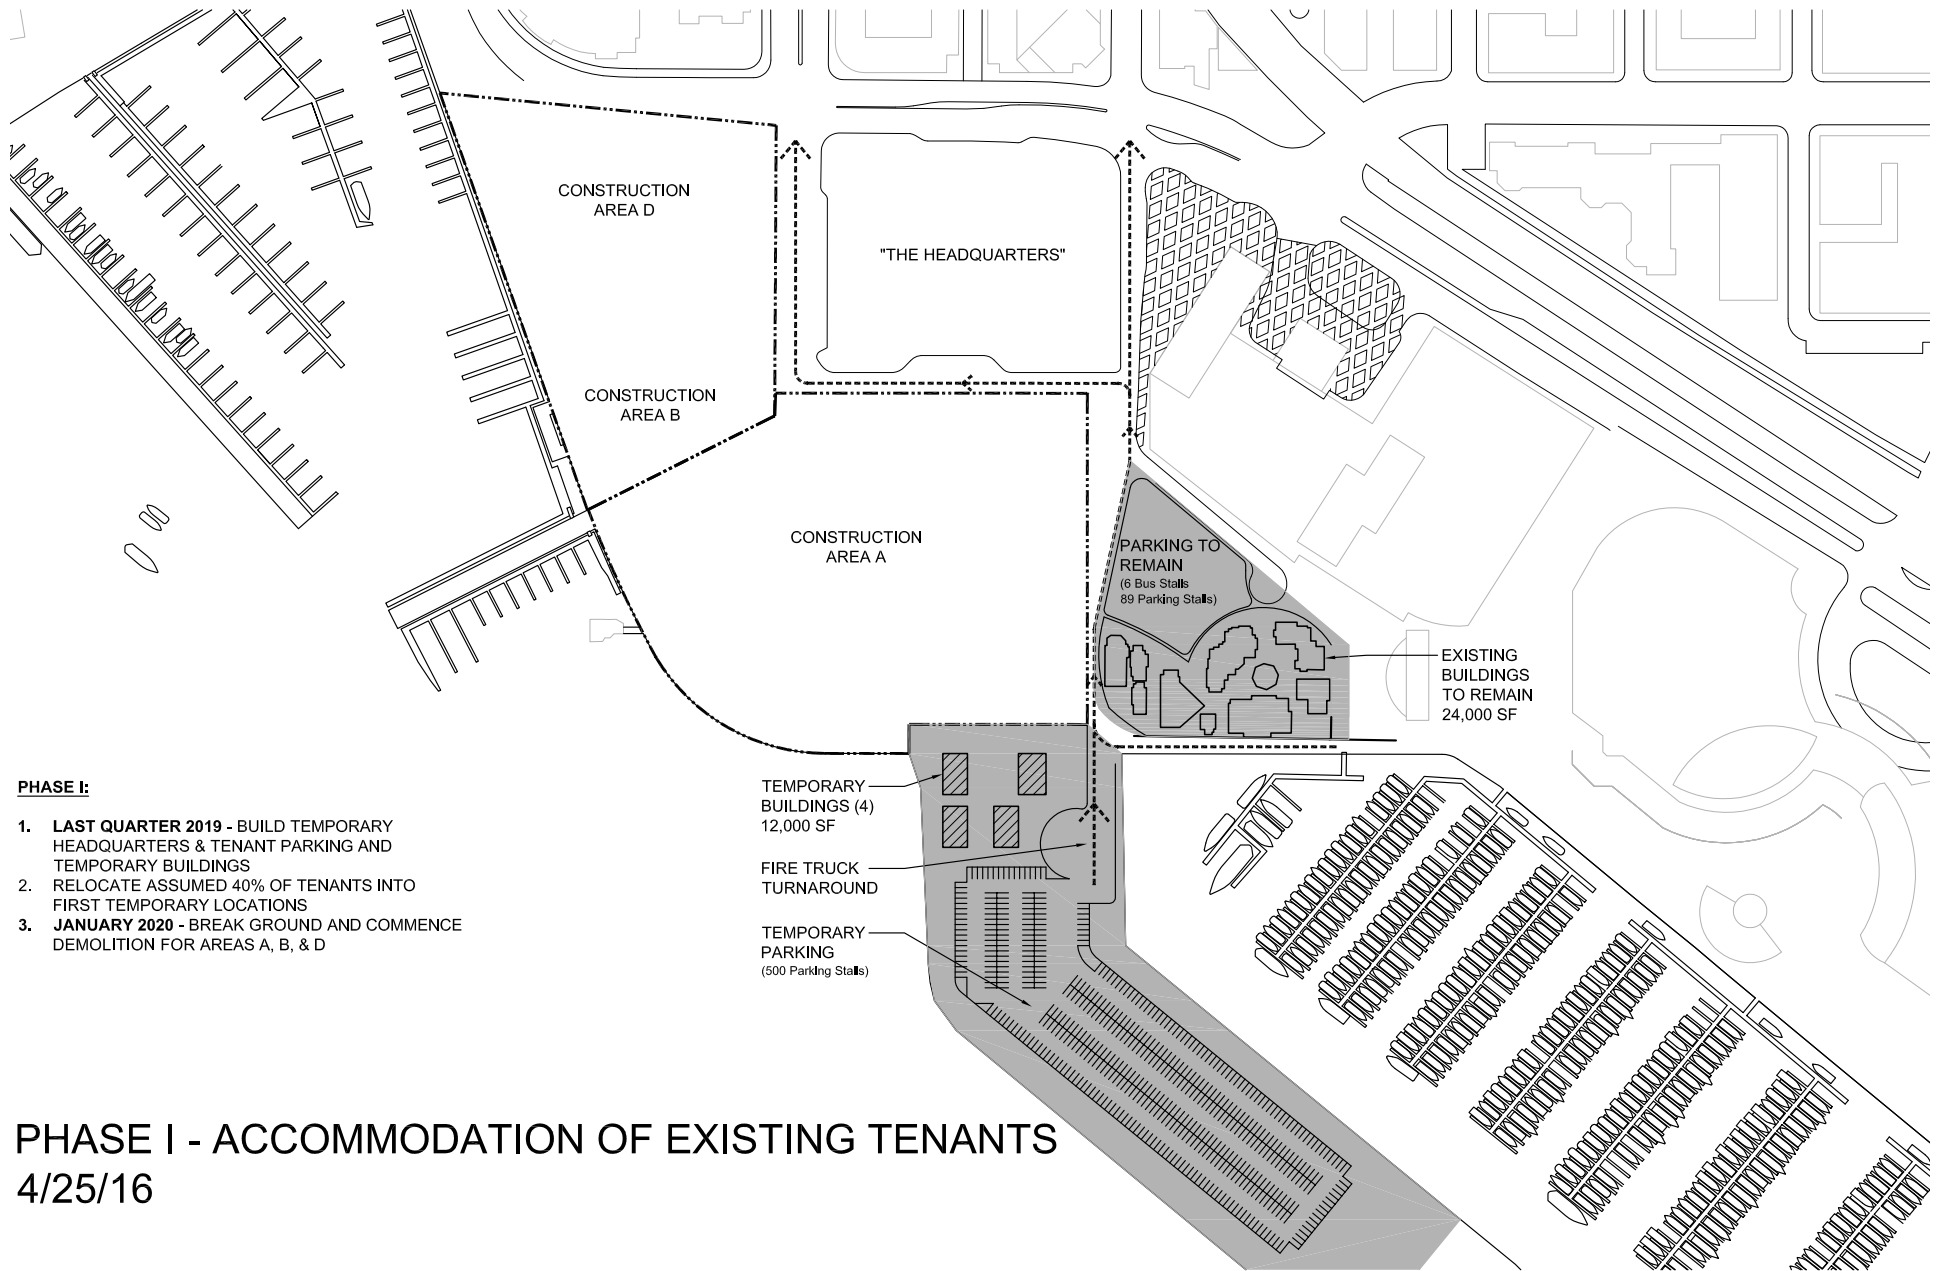 CONSTRUCTION
AREA D
"THE HEADQUARTERS"
CONSTRUCTION
AREA B
CONSTRUCTION
AREA A
PARKING TO
REMAIN
(6 Bus Stalls
89 Parking Stalls)
EXISTING
BUILDINGS
TO REMAIN
24,000 SF
TEMPORARY
BUILDINGS (4)
12,000 SF
FIRE TRUCK
TURNAROUND
TEMPORARY
PARKING
(500 Parking Stalls)
PHASE I:
1. LAST QUARTER 2019 - BUILD TEMPORARY
HEADQUARTERS & TENANT PARKING AND
TEMPORARY BUILDINGS
2. RELOCATE ASSUMED 40% OF TENANTS INTO
FIRST TEMPORARY LOCATIONS
3. JANUARY 2020 - BREAK GROUND AND COMMENCE
DEMOLITION FOR AREAS A, B, & D
PHASE I - ACCOMMODATION OF EXISTING TENANTS
4/25/16